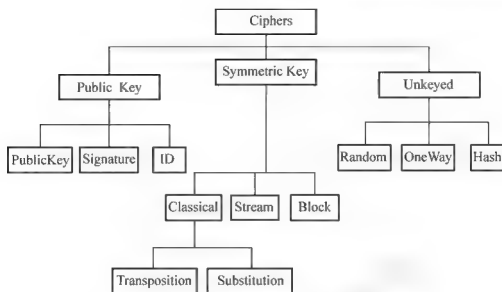 Ciphers
Public Key
Symmetric Key
Unkeyed
PublicKey
Signature
ID
Random
OneWay
Hash
Classical
Stream
Block
Transposition
Substitution